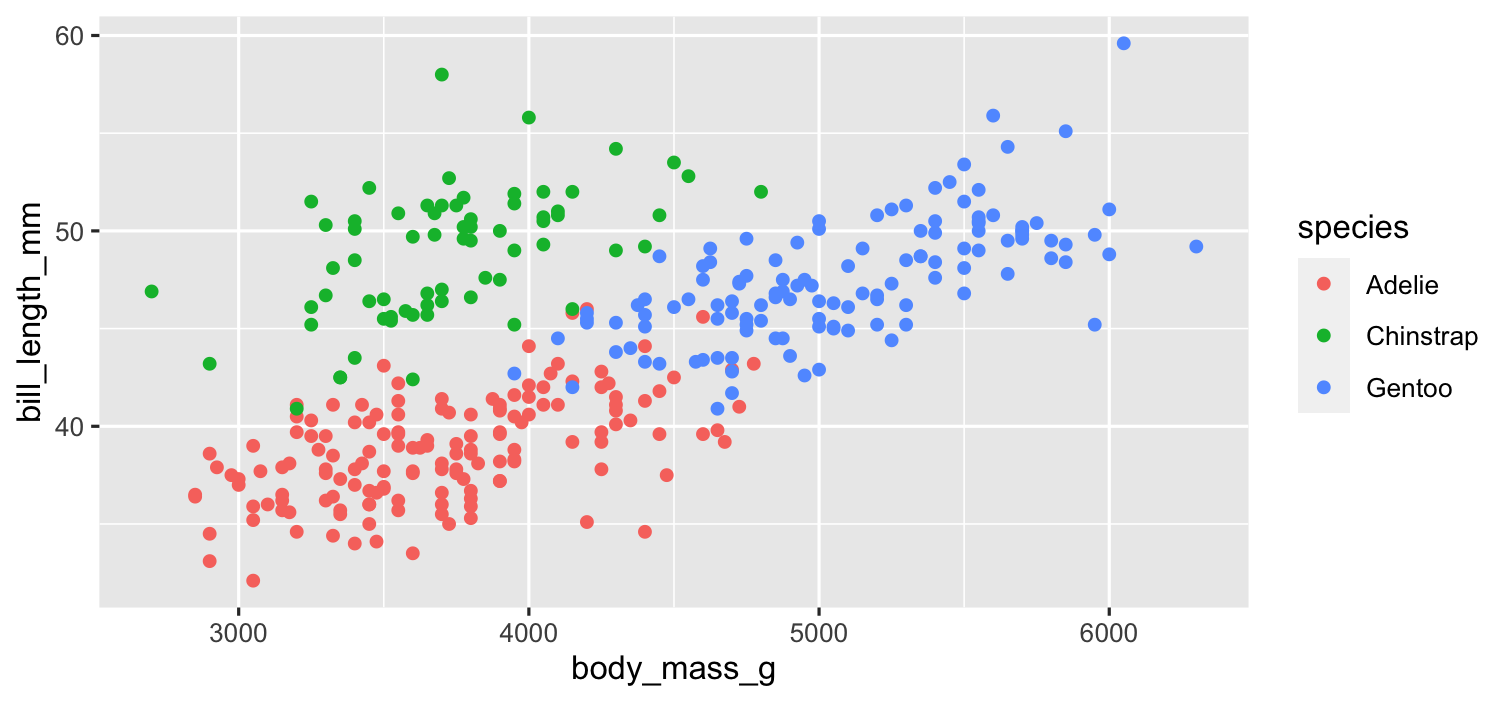 60
50
40
bill_length_mm
3000 4000 5000 6000
body_mass_g
species
Adelie
Chinstrap
Gentoo